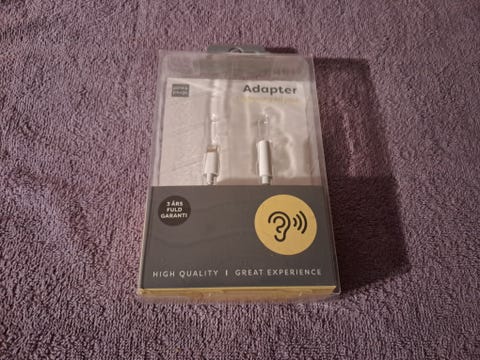 Adapter
3 ÅRS
FULD
GARANTI
HIGH QUALITY | GREAT EXPERIENCE